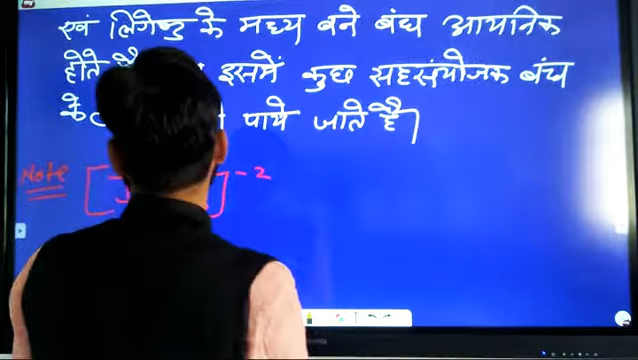 एवं लिगेण्ड के मध्य बने बंध आयनिक
होते इसमें कुछ सहसंयोजक बंध
के पाये जाते है।
Note [ ]⁻²